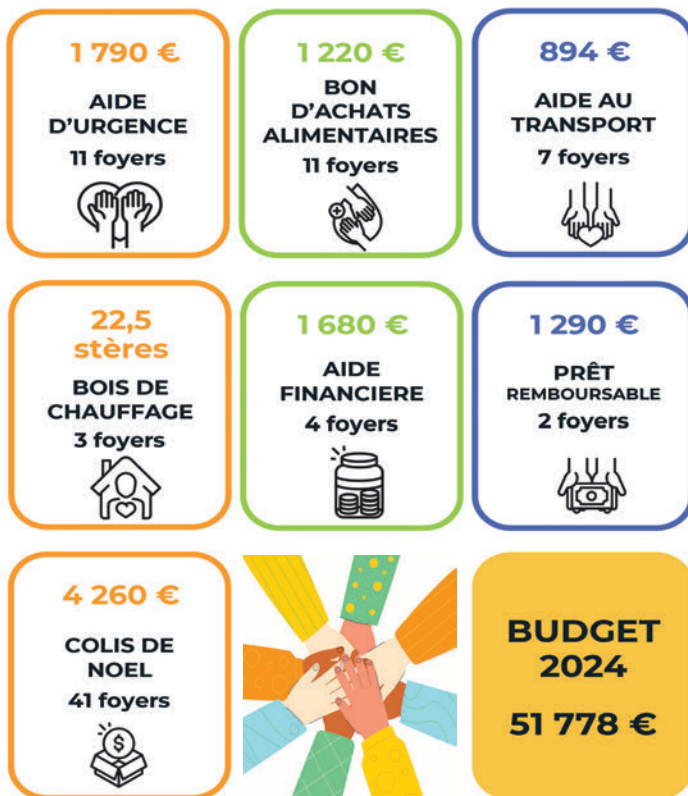 1 790 €
AIDE
D'URGENCE
11 foyers
1 220 €
BON
D'ACHATS
ALIMENTAIRES
11 foyers
894 €
AIDE AU
TRANSPORT
7 foyers
22,5
stères
BOIS DE
CHAUFFAGE
3 foyers
1 680 €
AIDE
FINANCIERE
4 foyers
1 290 €
PRÊT
REMBOURSABLE
2 foyers
4 260 €
COLIS DE
NOEL
41 foyers
$
BUDGET
2024
51 778 €